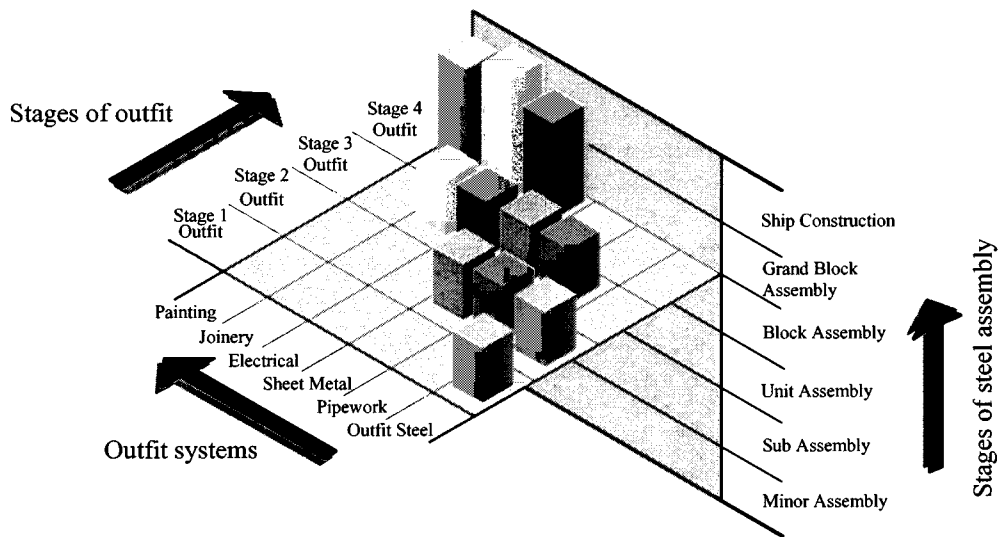 Stages of outfit
Stage 4
Outfit
Stage 3
Outfit
Stage 2
Outfit
Stage 1
Outfit
Painting
Joinery
Electrical
Sheet Metal
Pipework
Outfit Steel
Outfit systems
Ship Construction
Grand Block
Assembly
Block Assembly
Unit Assembly
Sub Assembly
Minor Assembly
Stages of steel assembly